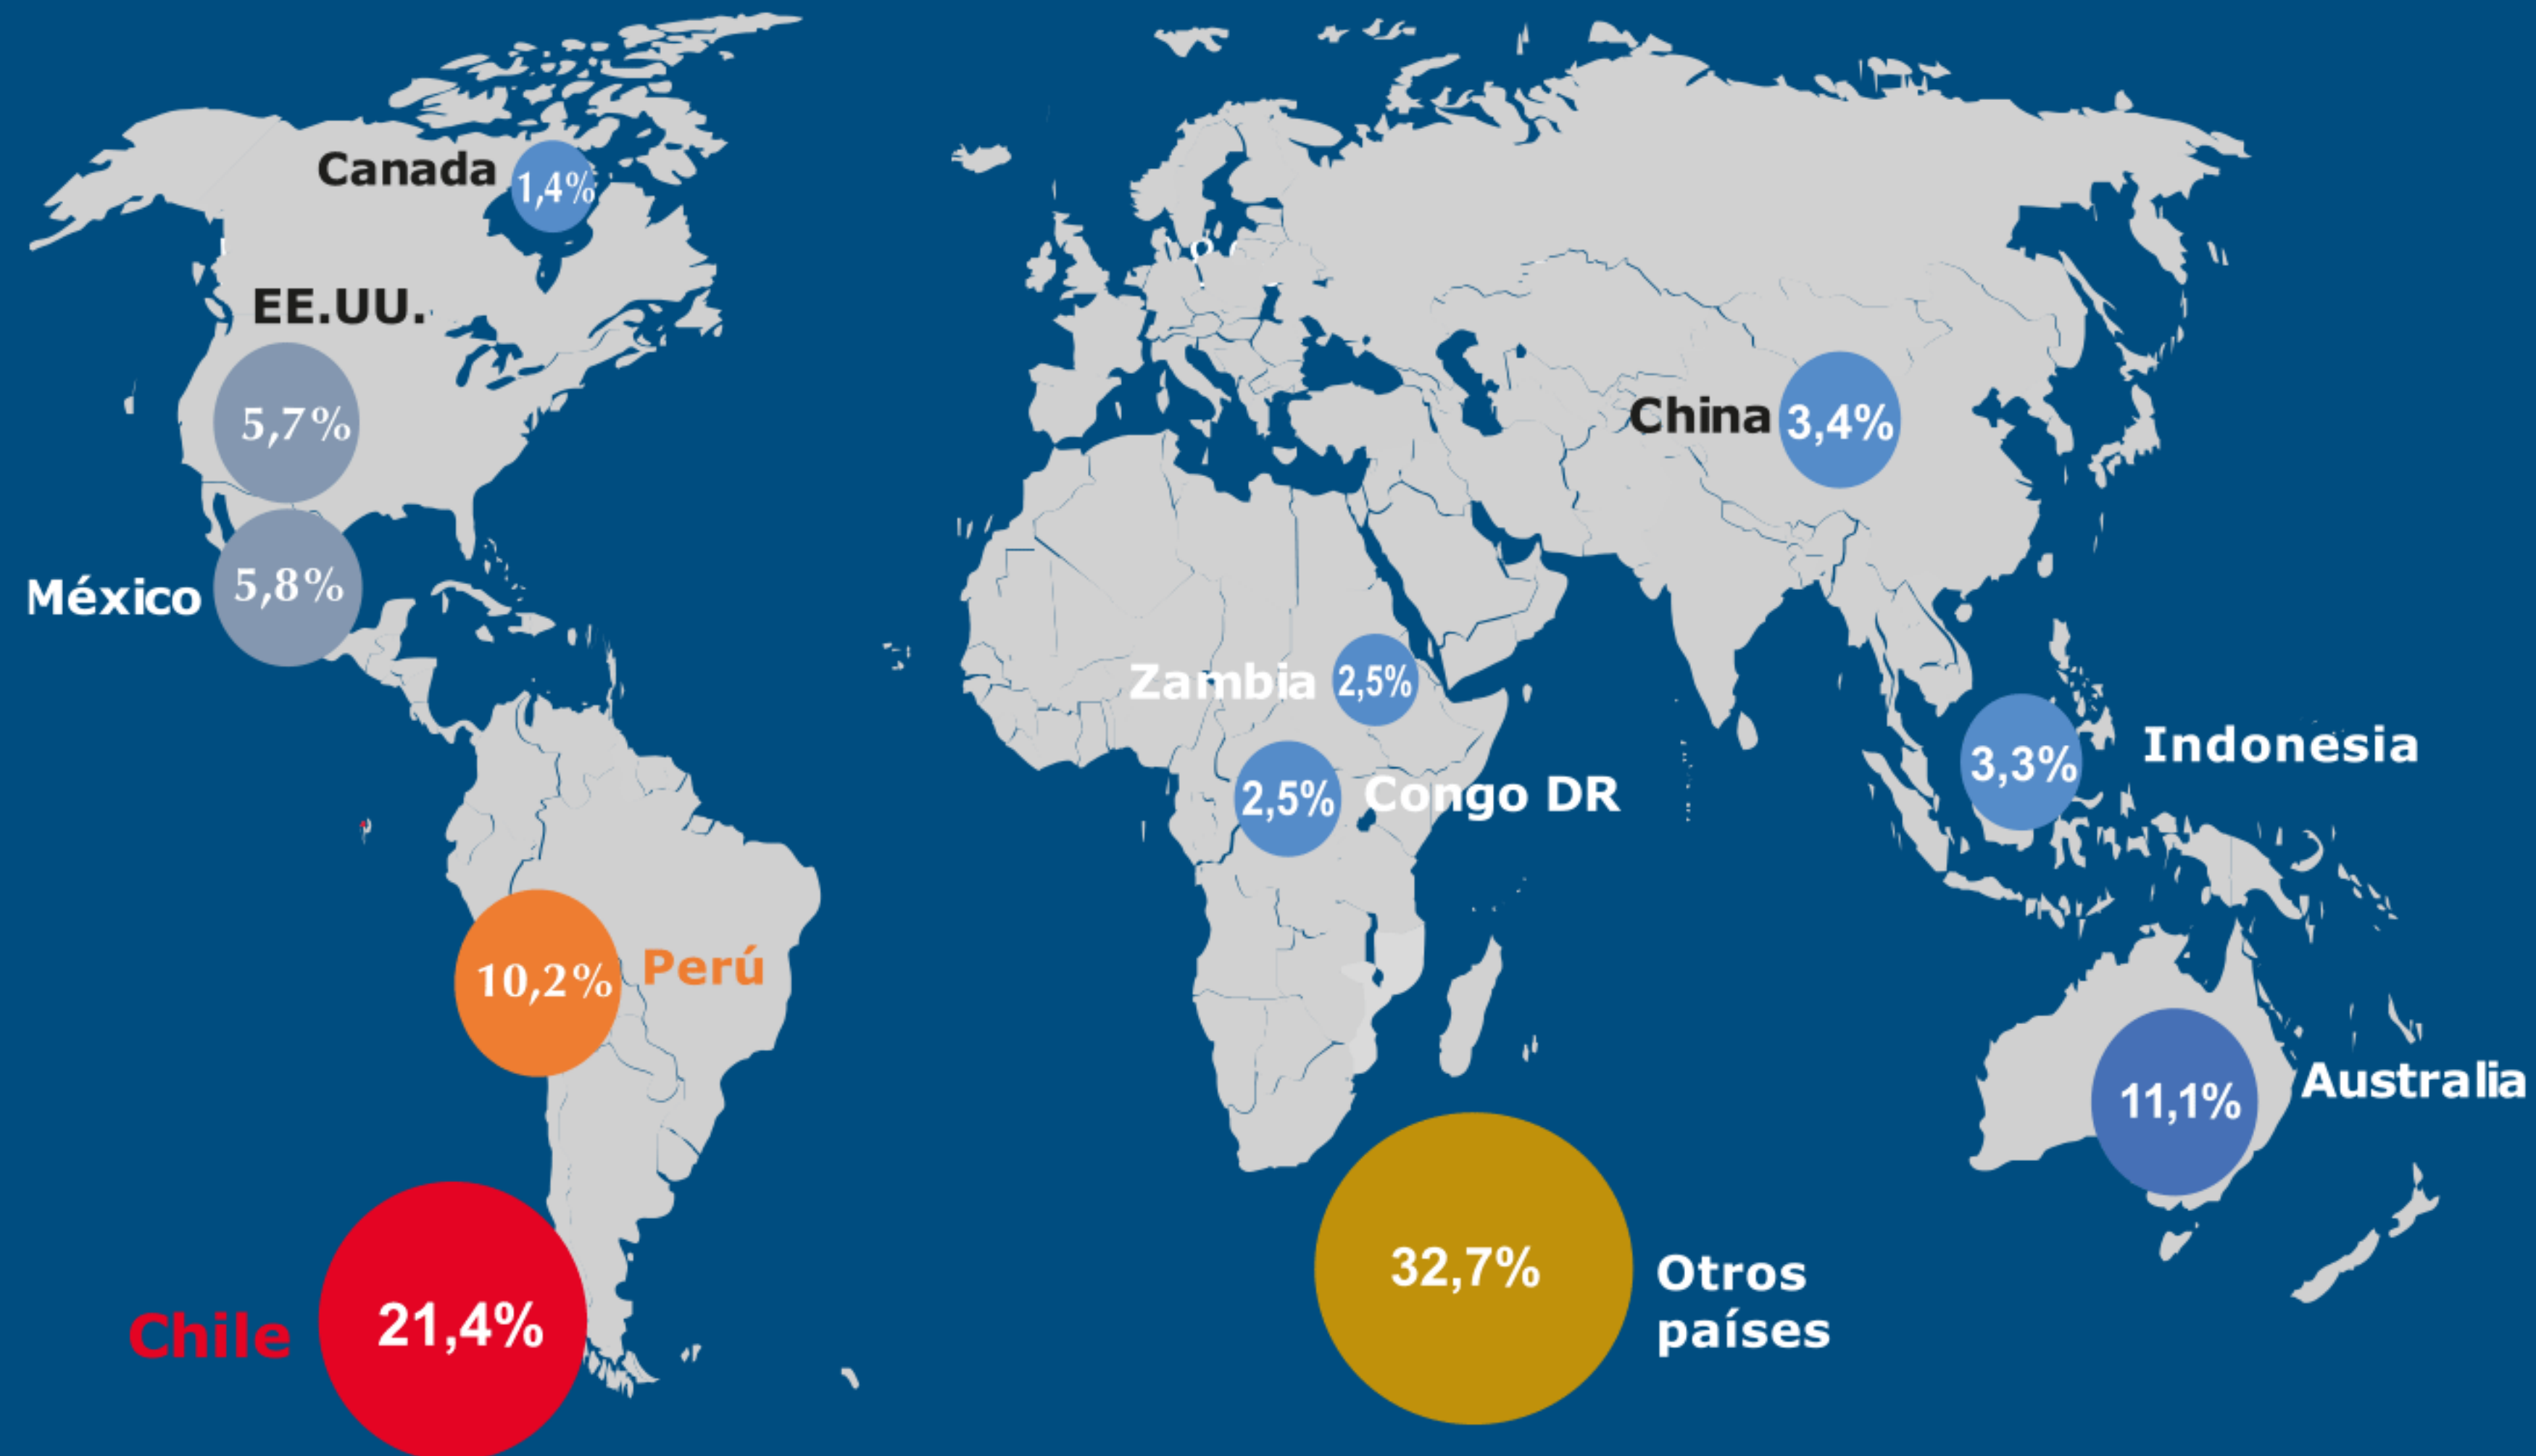 Canada
1,4%
EE.UU.
5,7%
México
5,8%
China
3,4%
Zambia
2,5%
Congo DR
2,5%
Indonesia
3,3%
Perú
10,2%
Australia
11,1%
Chile
21,4%
Otros
países
32,7%